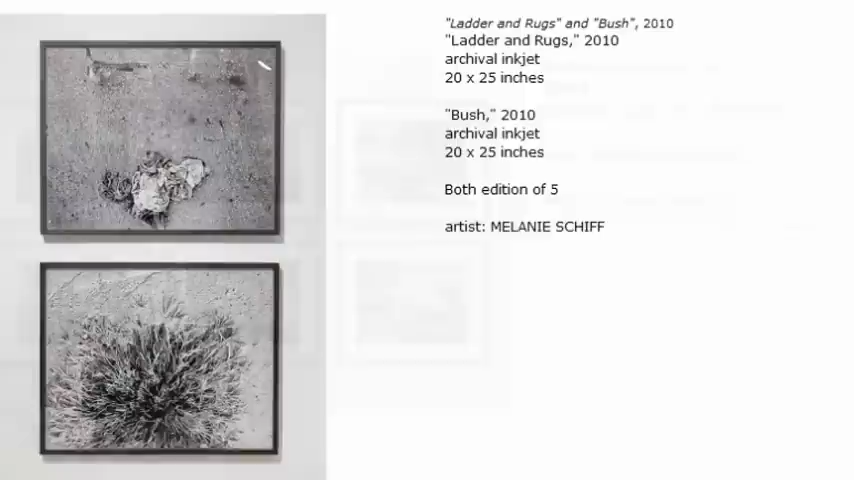 "Ladder and Rugs" and "Bush", 2010
"Ladder and Rugs," 2010
archival inkjet
20 x 25 inches
"Bush," 2010
archival inkjet
20 x 25 inches
Both edition of 5
artist: MELANIE SCHIFF